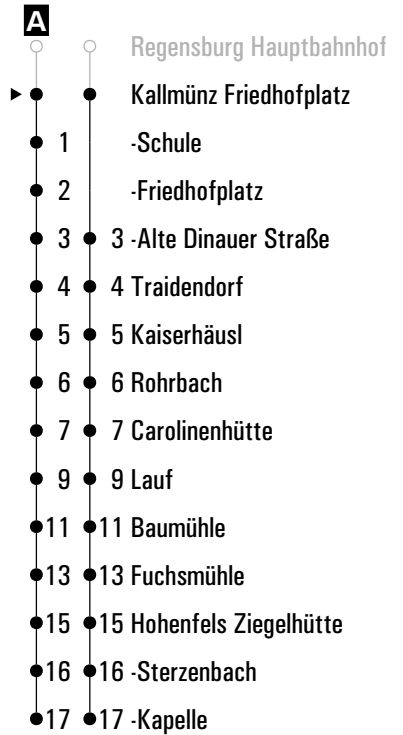 A
Regensburg Hauptbahnhof
Kallmünz Friedhofplatz
1 -Schule
2 -Friedhofplatz
3 3 -Alte Dinauer Straße
4 4 Traidendorf
5 5 Kaiserhäusl
6 6 Rohrbach
7 7 Carolinenhütte
9 9 Lauf
11 11 Baumühle
13 13 Fuchsmühle
15 15 Hohenfels Ziegelhütte
16 16 -Sterzenbach
17 17 -Kapelle